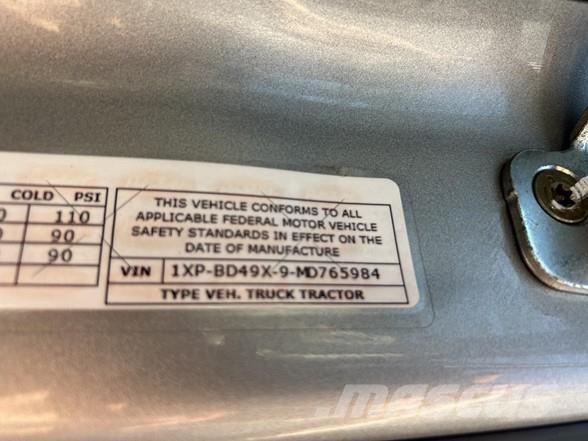 COLD PSI
110
90
90
THIS VEHICLE CONFORMS TO ALL
APPLICABLE FEDERAL MOTOR VEHICLE
SAFETY STANDARDS IN EFFECT ON THE
DATE OF MANUFACTURE
VIN 1XP-BD49X-9-MD765984
TYPE VEH. TRUCK TRACTOR
MASCUS